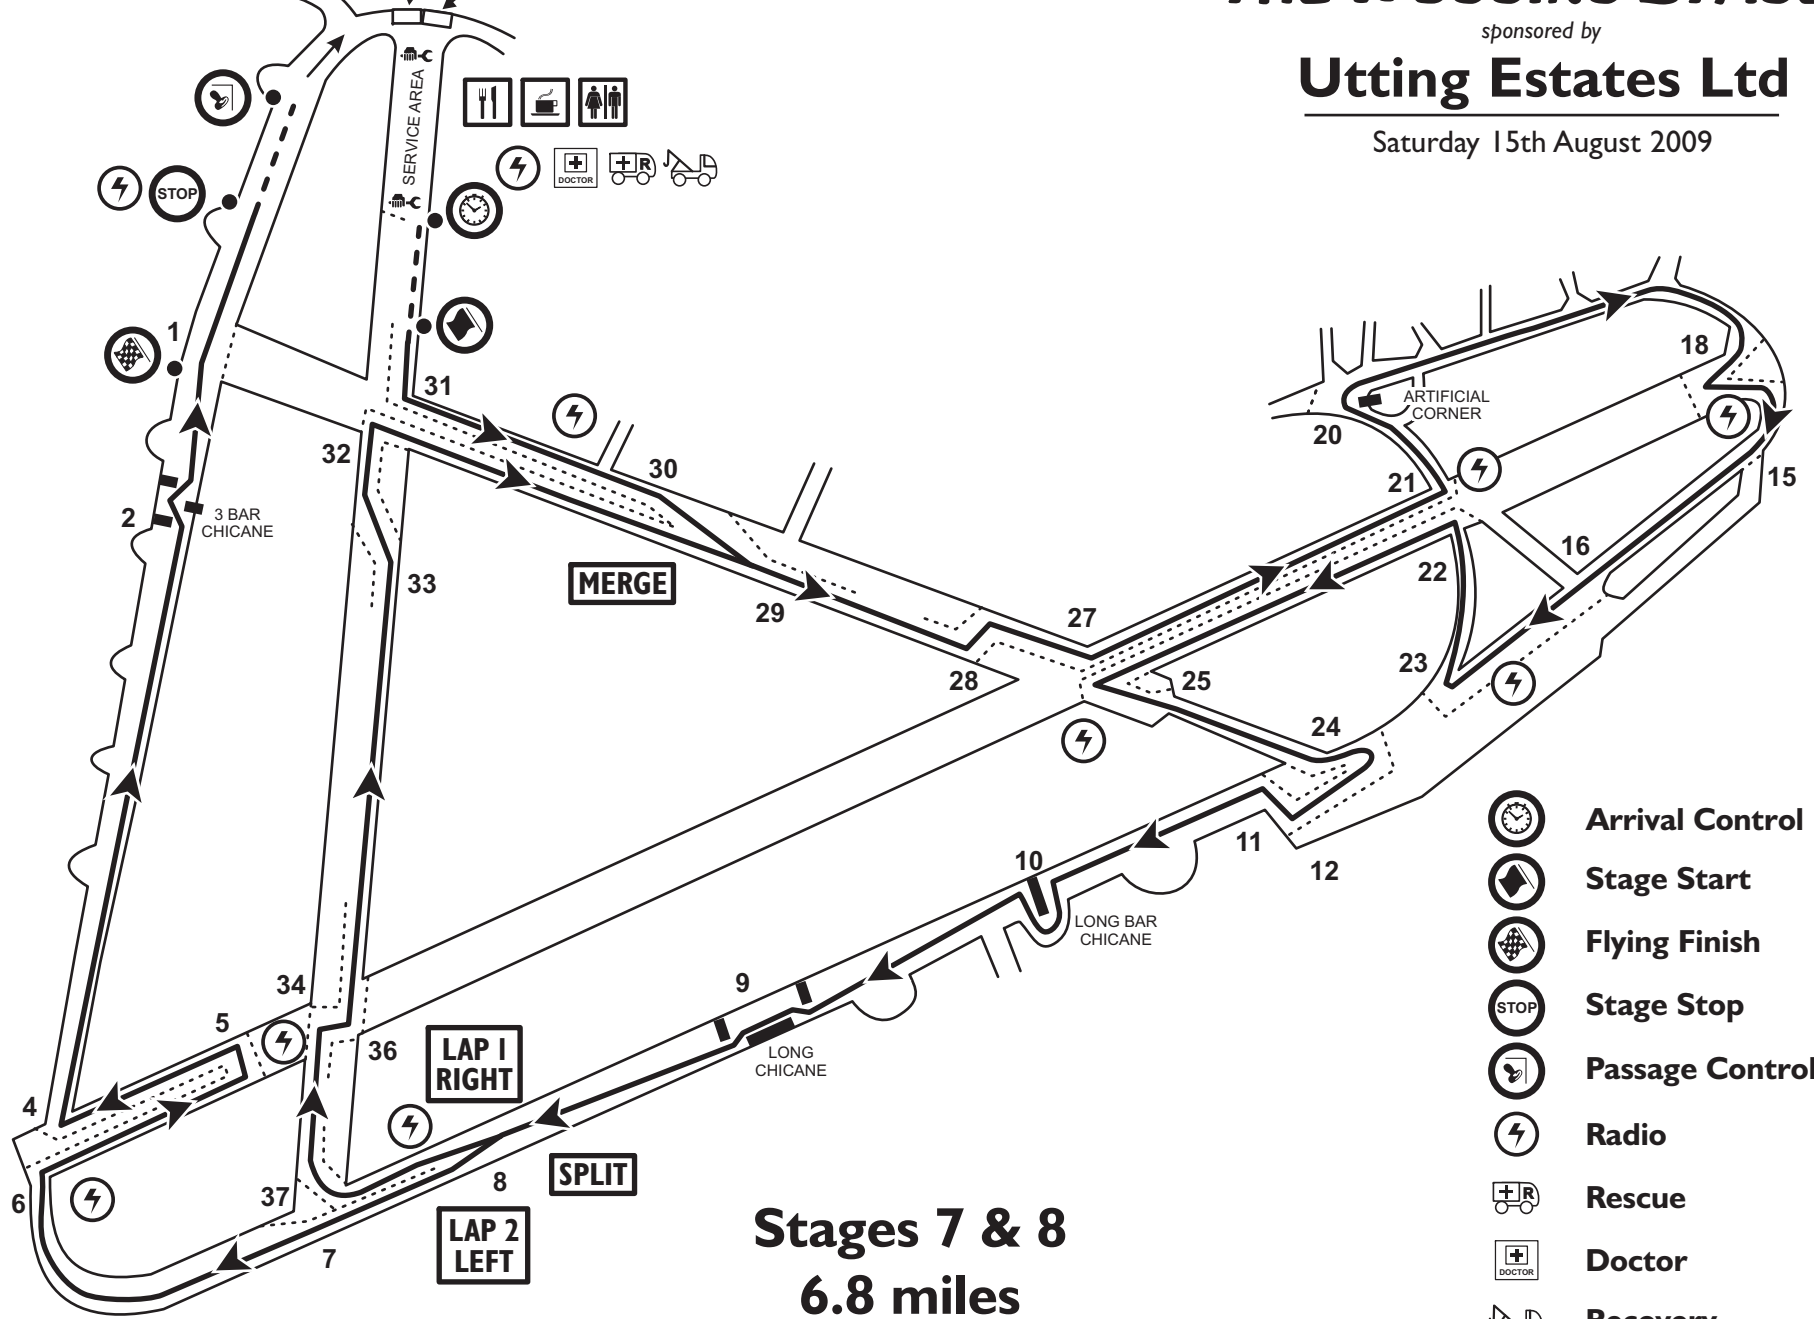 sponsored by
Utting Estates Ltd
Saturday 15th August 2009
SERVICE AREA
DOCTOR
R
STOP
1
31
18
ARTIFICIAL
CORNER
20
32
30
21
15
2
3 BAR
CHICANE
16
33
MERGE
22
29
27
23
28
25
24
Arrival Control
11
10
12
Stage Start
LONG BAR
CHICANE
Flying Finish
34
9
5
STOP
Stage Stop
36
LAP 1
RIGHT
LONG
CHICANE
Passage Control
4
Radio
8
SPLIT
37
6
R
Rescue
LAP 2
LEFT
7
Stages 7 & 8
6.8 miles
DOCTOR
Doctor
Recovery